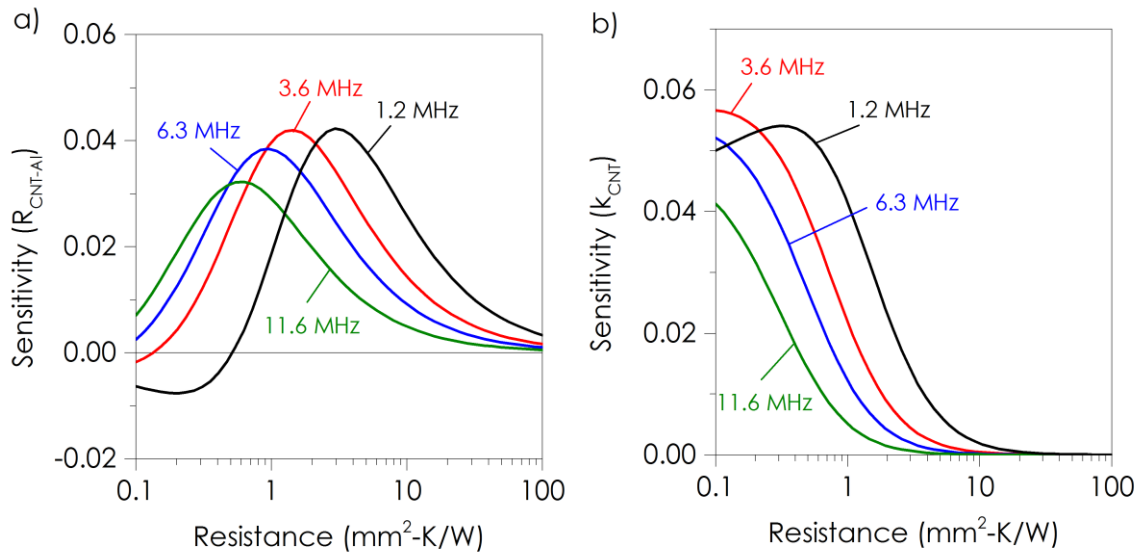 a)
0.06
0.04
0.02
0.00
-0.02
Sensitivity (R_CNT-Al)
3.6 MHz
6.3 MHz
1.2 MHz
11.6 MHz
0.1
1
10
100
Resistance (mm²-K/W)
b)
0.06
0.04
0.02
0.00
Sensitivity (k_CNT)
3.6 MHz
1.2 MHz
6.3 MHz
11.6 MHz
0.1
1
10
100
Resistance (mm²-K/W)